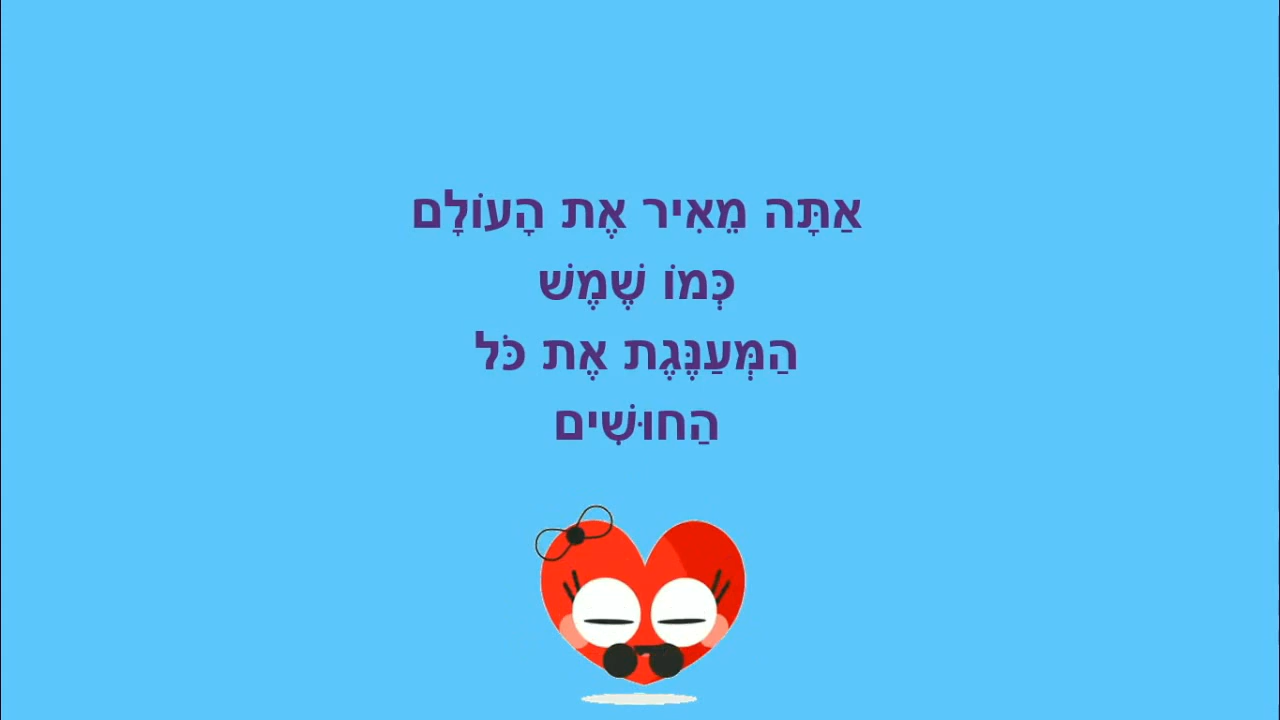 אַתָּה מֵאִיר אֶת הָעוֹלָם
כְּמוֹ שֶׁמֶשׁ
הַמְּעַנֶּגֶת אֶת כֹּל
הַחוּשִּׁים